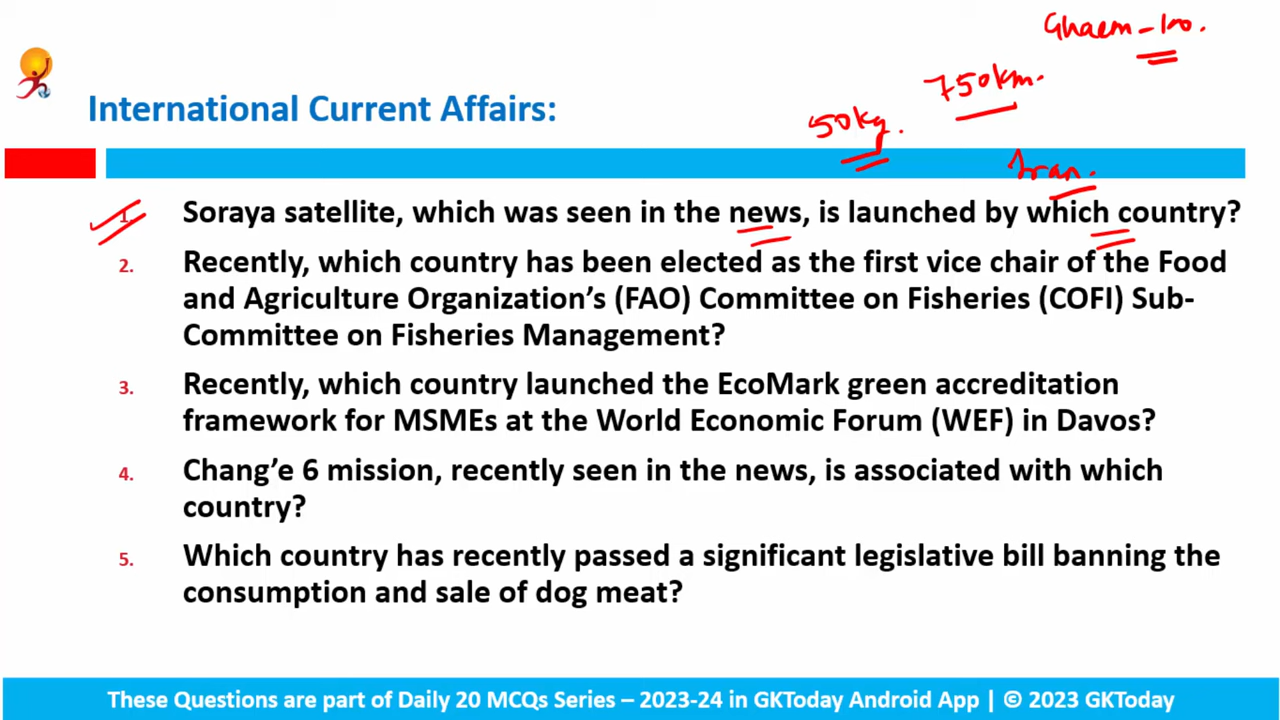 Ghaem-100.
750km.
50kg.
International Current Affairs:
Iran.
1. Soraya satellite, which was seen in the news, is launched by which country?
2. Recently, which country has been elected as the first vice chair of the Food
and Agriculture Organization's (FAO) Committee on Fisheries (COFI) Sub-
Committee on Fisheries Management?
3. Recently, which country launched the EcoMark green accreditation
framework for MSMEs at the World Economic Forum (WEF) in Davos?
4. Chang'e 6 mission, recently seen in the news, is associated with which
country?
5. Which country has recently passed a significant legislative bill banning the
consumption and sale of dog meat?
These Questions are part of Daily 20 MCQs Series – 2023-24 in GKToday Android App | © 2023 GKToday